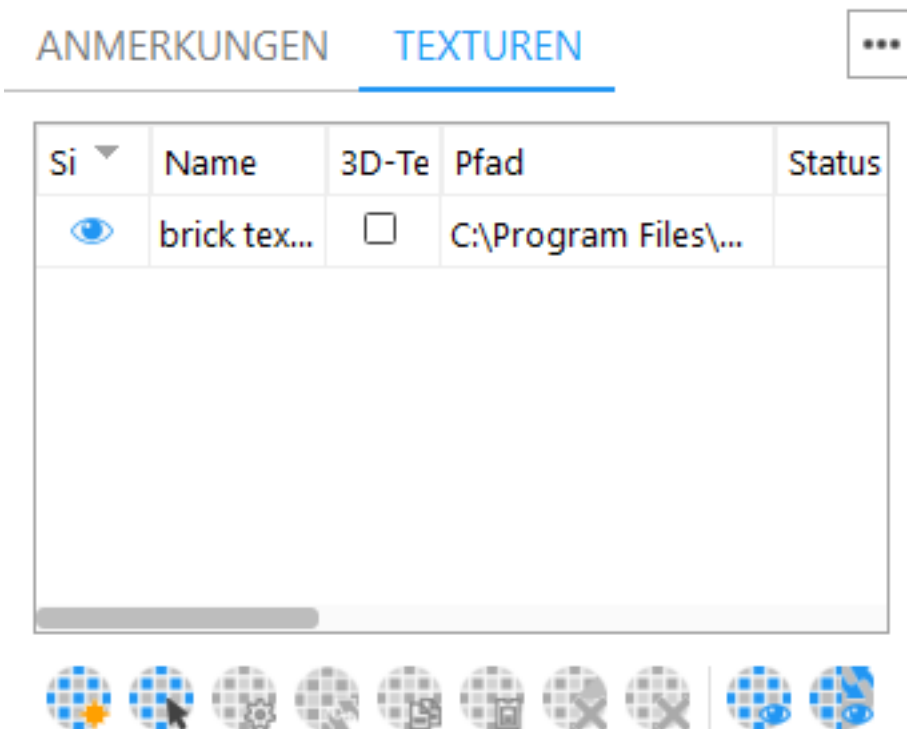 ANMERKUNGEN TEXTUREN
Si Name 3D-Te Pfad Status
brick tex... C:\Program Files\...